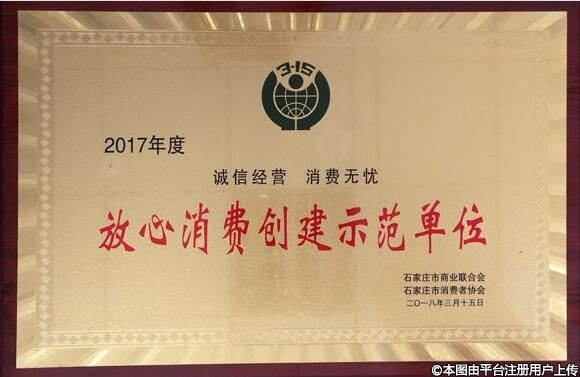 3·15
2017年度
诚信经营 消费无忧
放心消费创建示范单位
石家庄市商业联合会
石家庄市消费者协会
二〇一八年三月十五日
©本图由平台注册用户上传